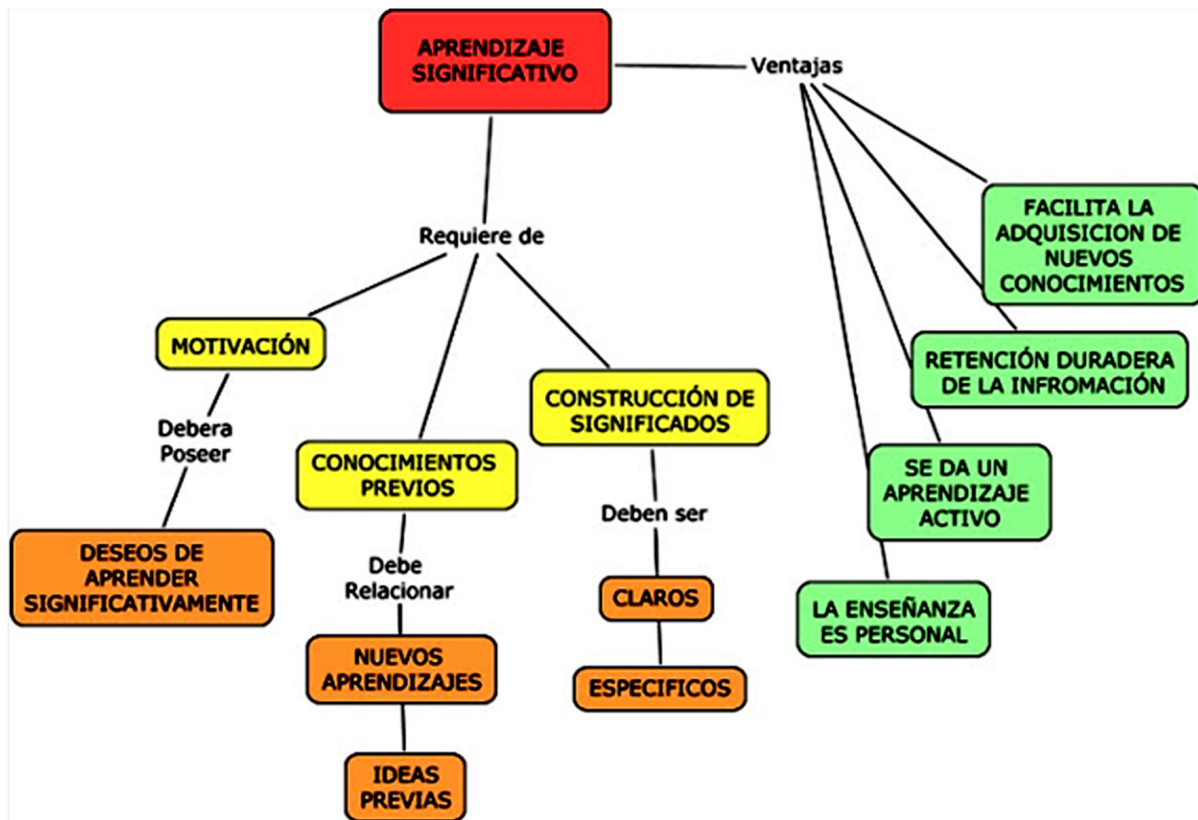 APRENDIZAJE
SIGNIFICATIVO
Ventajas
Requiere de
MOTIVACIÓN
Debera
Poseer
DESEOS DE
APRENDER
SIGNIFICATIVAMENTE
CONOCIMIENTOS
PREVIOS
Debe
Relacionar
NUEVOS
APRENDIZAJES
IDEAS
PREVIAS
CONSTRUCCIÓN DE
SIGNIFICADOS
Deben ser
CLAROS
ESPECIFICOS
FACILITA LA
ADQUISICION DE
NUEVOS
CONOCIMIENTOS
RETENCIÓN DURADERA
DE LA INFROMACIÓN
SE DA UN
APRENDIZAJE
ACTIVO
LA ENSEÑANZA
ES PERSONAL